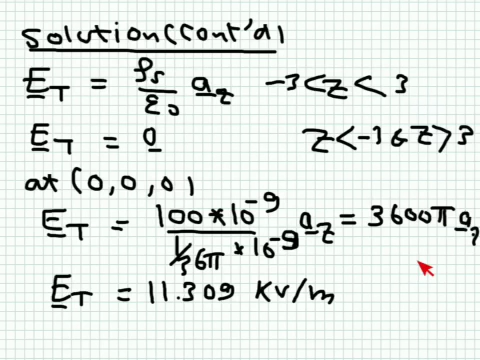 Solution(Cont'd)
E_T = ρs/ε0 a_z -3<z<3
E_T = 0 z<-3 & z>3
at (0,0,0)
E_T = 100*10^-9 / (1/36π *10^-9) a_z = 3600π a_z
E_T = 11.309 KV/m